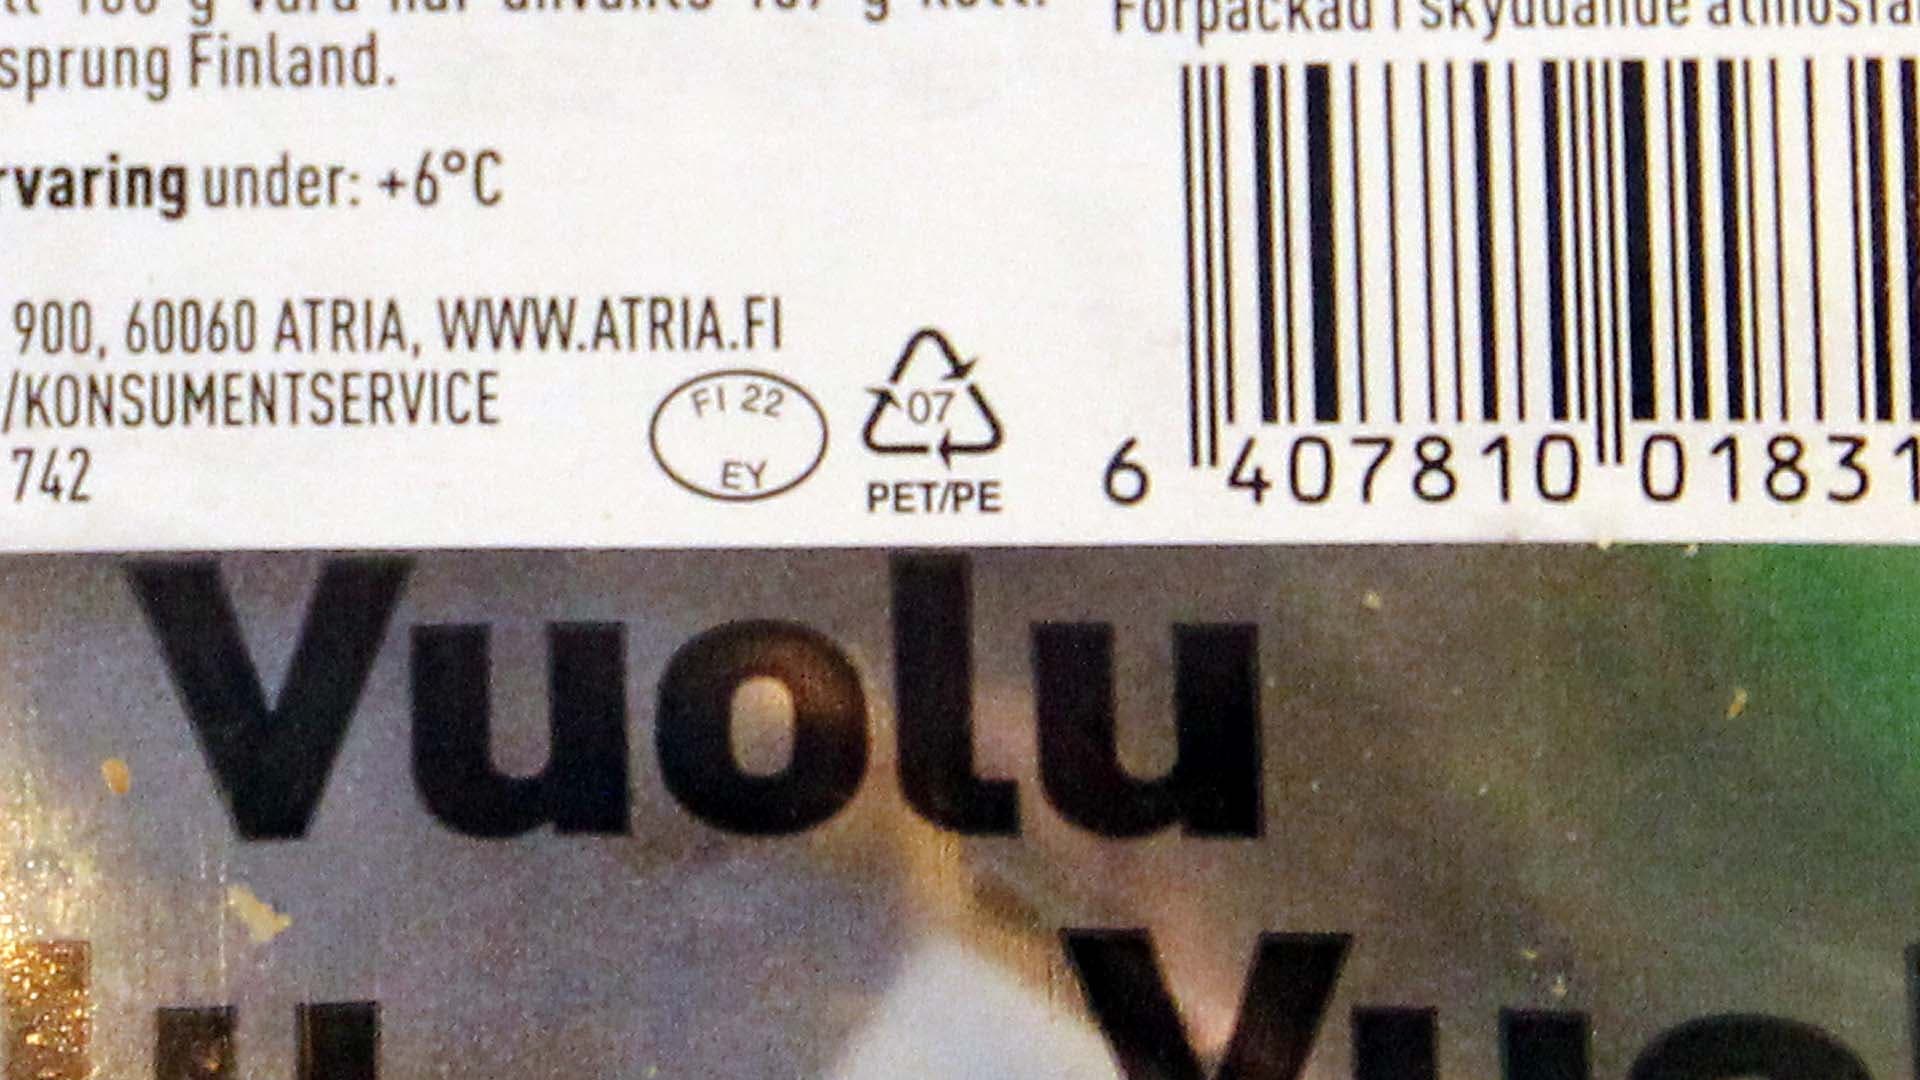 Förpackad i skyddande
sprung Finland.
rvaring under: +6°C
900, 60060 ATRIA, WWW.ATRIA.FI
/KONSUMENTSERVICE
742
FI 22
EY
07
PET/PE
6 407810 01831
Vuolu
Vuol